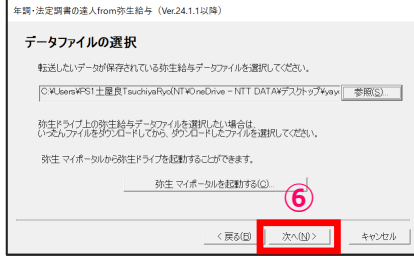 年調・法定調書の達人from弥生給与（Ver.24.1.1以降）
データファイルの選択
転送したいデータが保存されている弥生給与データファイルを選択してください。
C:¥Users¥PS1土屋良TsuchiyaRyo(NT¥OneDrive - NTT DATA¥デスクトップ¥yayo 参照(S)...
弥生ドライブ上の弥生給与データファイルを選択したい場合は、
いったんファイルをダウンロードしてから、ダウンロードしたファイルを選択してください。
弥生 マイポータルから弥生ドライブを起動することができます。
弥生 マイポータルを起動する(O)...
⑥
< 戻る(B) 次へ(N) > キャンセル